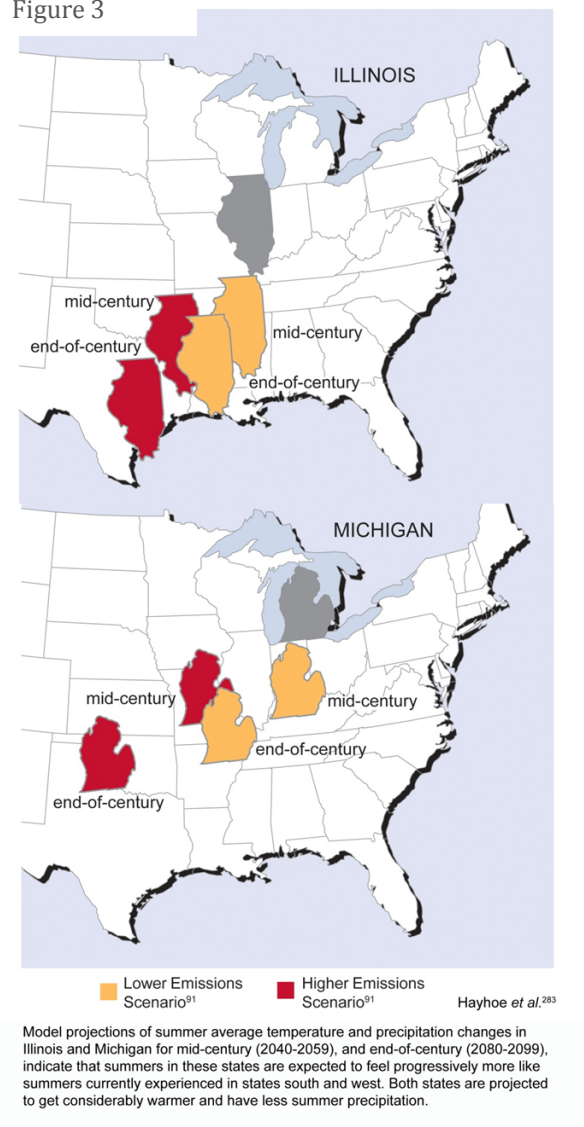 Figure 3
ILLINOIS
mid-century
end-of-century
mid-century
end-of-century
MICHIGAN
mid-century
mid-century
end-of-century
end-of-century
Lower Emissions
Scenario91
Higher Emissions
Scenario91
Hayhoe et al.283
Model projections of summer average temperature and precipitation changes in
Illinois and Michigan for mid-century (2040-2059), and end-of-century (2080-2099),
indicate that summers in these states are expected to feel progressively more like
summers currently experienced in states south and west. Both states are projected
to get considerably warmer and have less summer precipitation.